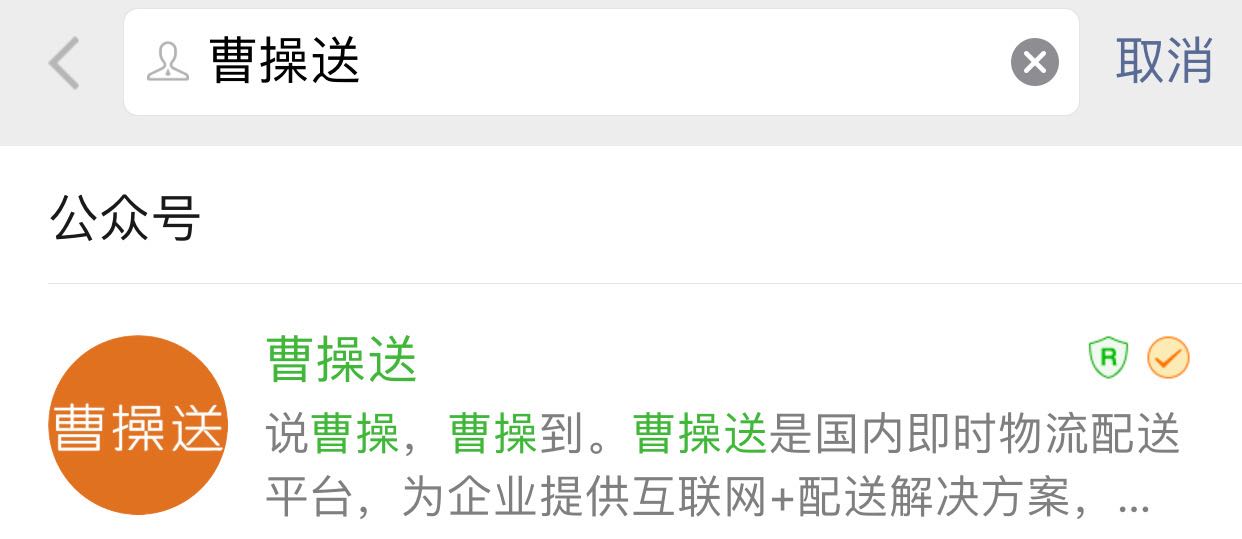 曹操送
取消
公众号
曹操送
曹操送
R
说曹操，曹操到。曹操送是国内即时物流配送
平台，为企业提供互联网+配送解决方案，...